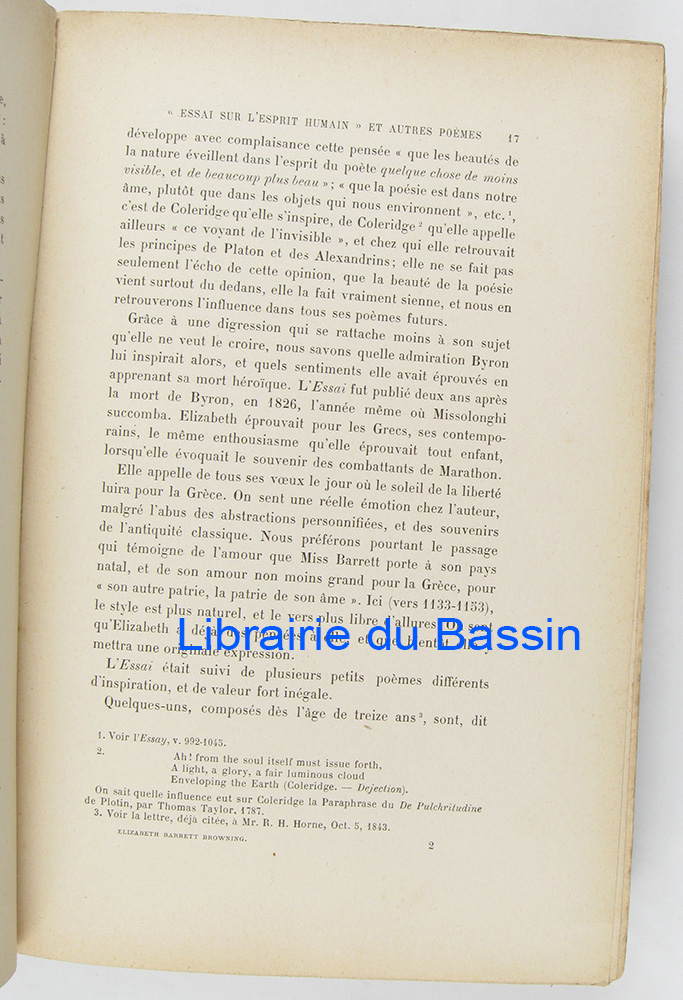 « ESSAI SUR L'ESPRIT HUMAIN » ET AUTRES POÈMES 17
développe avec complaisance cette pensée « que les beautés de
la nature éveillent dans l'esprit du poète quelque chose de moins
visible, et de beaucoup plus beau » ; « que la poésie est dans notre
âme, plutôt que dans les objets qui nous environnent », etc. ¹,
c'est de Coleridge qu'elle s'inspire, de Coleridge ² qu'elle appelle
ailleurs « ce voyant de l'invisible », et chez qui elle retrouvait
les principes de Platon et des Alexandrins ; elle ne se fait pas
seulement l'écho de cette opinion, que la beauté de la poésie
vient surtout du dedans, elle la fait vraiment sienne, et nous en
retrouverons l'influence dans tous ses poèmes futurs.
Grâce à une digression qui se rattache moins à son sujet
qu'elle ne veut le croire, nous savons quelle admiration Byron
lui inspirait alors, et quels sentiments elle avait éprouvés en
apprenant sa mort héroïque. L'Essai fut publié deux ans après
la mort de Byron, en 1826, l'année même où Missolonghi
succomba. Elizabeth éprouvait pour les Grecs, ses contempo-
rains, le même enthousiasme qu'elle éprouvait tout enfant,
lorsqu'elle évoquait le souvenir des combattants de Marathon.
Elle appelle de tous ses vœux le jour où le soleil de la liberté
luira pour la Grèce. On sent une réelle émotion chez l'auteur,
malgré l'abus des abstractions personnifiées, et des souvenirs
de l'antiquité classique. Nous préférons pourtant le passage
qui témoigne de l'amour que Miss Barrett porte à son pays
natal, et de son amour non moins grand pour la Grèce, pour
« son autre patrie, la patrie de son âme ». Ici (vers 1133-1153),
le style est plus naturel, et le vers plus libre d'allures. On sent
qu'Elizabeth a déjà des pensées à elle, et que bientôt elle y
mettra une originale expression.
Librairie du Bassin
L'Essai était suivi de plusieurs petits poèmes différents
d'inspiration, et de valeur fort inégale.
Quelques-uns, composés dès l'âge de treize ans ³, sont, dit
1. Voir l'Essay, v. 992-1045.
2. Ah ! from the soul itself must issue forth,
A light, a glory, a fair luminous cloud
Enveloping the Earth (Coleridge. — Dejection).
On sait quelle influence eut sur Coleridge la Paraphrase du De Pulchritudine
de Plotin, par Thomas Taylor, 1787.
3. Voir la lettre, déjà citée, à Mr. R. H. Horne, Oct. 5, 1843.
ELIZABETH BARRETT BROWNING. 2